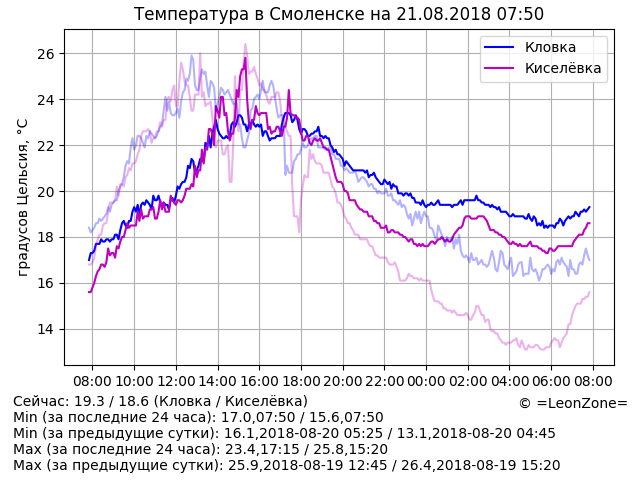 Температура в Смоленске на 21.08.2018 07:50
Кловка
Киселёвка
градусов Цельсия, °C
26
24
22
20
18
16
14
08:00 10:00 12:00 14:00 16:00 18:00 20:00 22:00 00:00 02:00 04:00 06:00 08:00
Сейчас: 19.3 / 18.6 (Кловка / Киселёвка)
© =LeonZone=
Min (за последние 24 часа): 17.0,07:50 / 15.6,07:50
Min (за предыдущие сутки): 16.1,2018-08-20 05:25 / 13.1,2018-08-20 04:45
Max (за последние 24 часа): 23.4,17:15 / 25.8,15:20
Max (за предыдущие сутки): 25.9,2018-08-19 12:45 / 26.4,2018-08-19 15:20